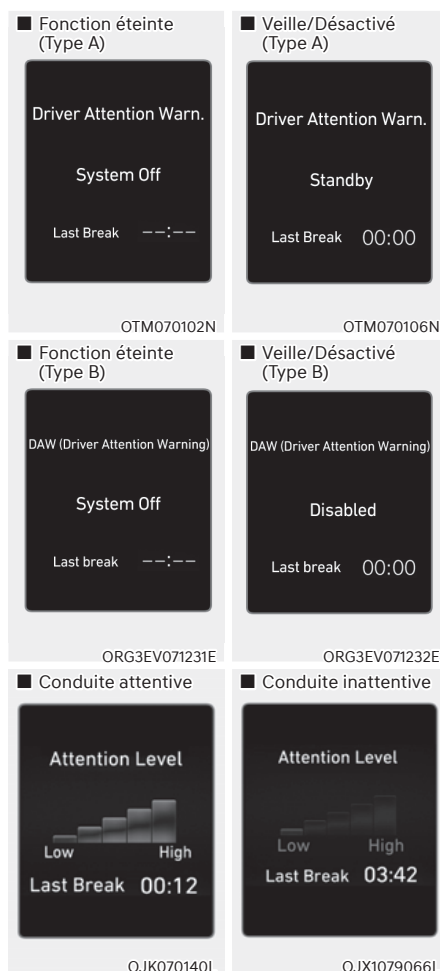 ■ Fonction éteinte
(Type A)
Driver Attention Warn.
System Off
Last Break --:--
OTM070102N
■ Veille/Désactivé
(Type A)
Driver Attention Warn.
Standby
Last Break 00:00
OTM070106N
■ Fonction éteinte
(Type B)
DAW (Driver Attention Warning)
System Off
Last break --:--
ORG3EV071231E
■ Veille/Désactivé
(Type B)
DAW (Driver Attention Warning)
Disabled
Last break 00:00
ORG3EV071232E
■ Conduite attentive
Attention Level
Low High
Last Break 00:12
OJK070140L
■ Conduite inattentive
Attention Level
Low High
Last Break 03:42
OJX1079066L